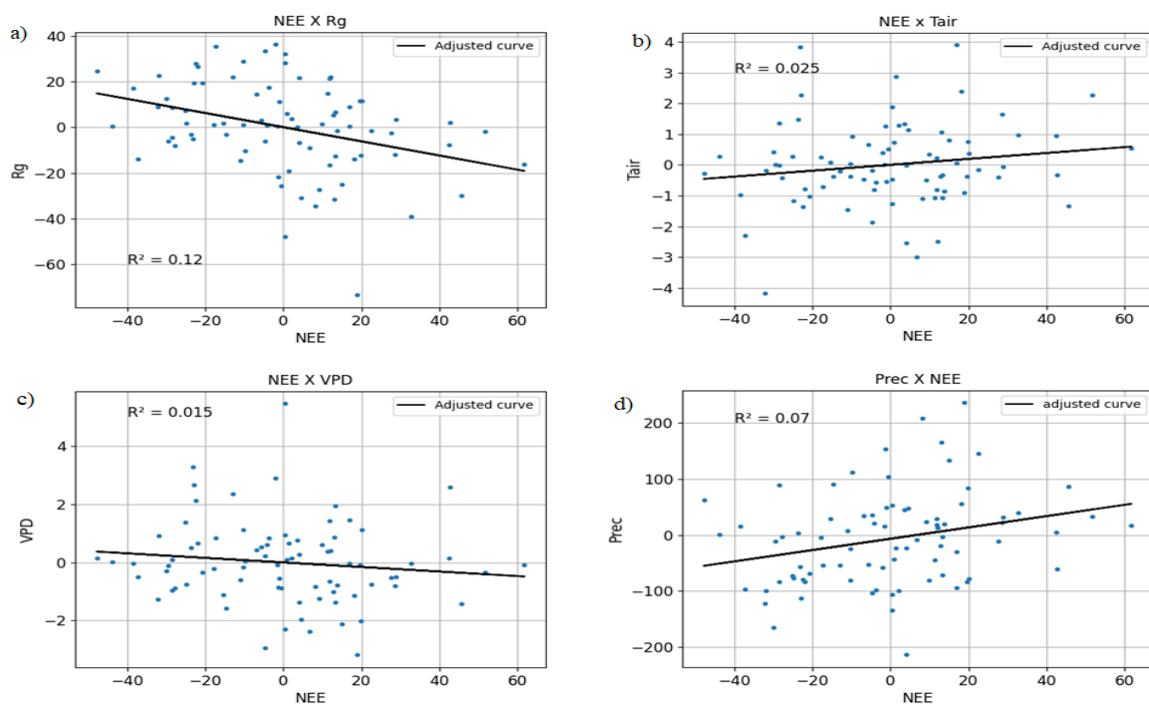 a)
NEE X Rg
Adjusted curve
40
20
0
−20
−40
−60
Rg
R² = 0.12
−40 −20 0 20 40 60
NEE
b)
NEE x Tair
Adjusted curve
R² = 0.025
4
3
2
1
0
−1
−2
−3
−4
Tair
−40 −20 0 20 40 60
NEE
c)
NEE X VPD
Adjusted curve
R² = 0.015
4
2
0
−2
VPD
−40 −20 0 20 40 60
NEE
d)
Prec X NEE
adjusted curve
R² = 0.07
200
100
0
−100
−200
Prec
−40 −20 0 20 40 60
NEE